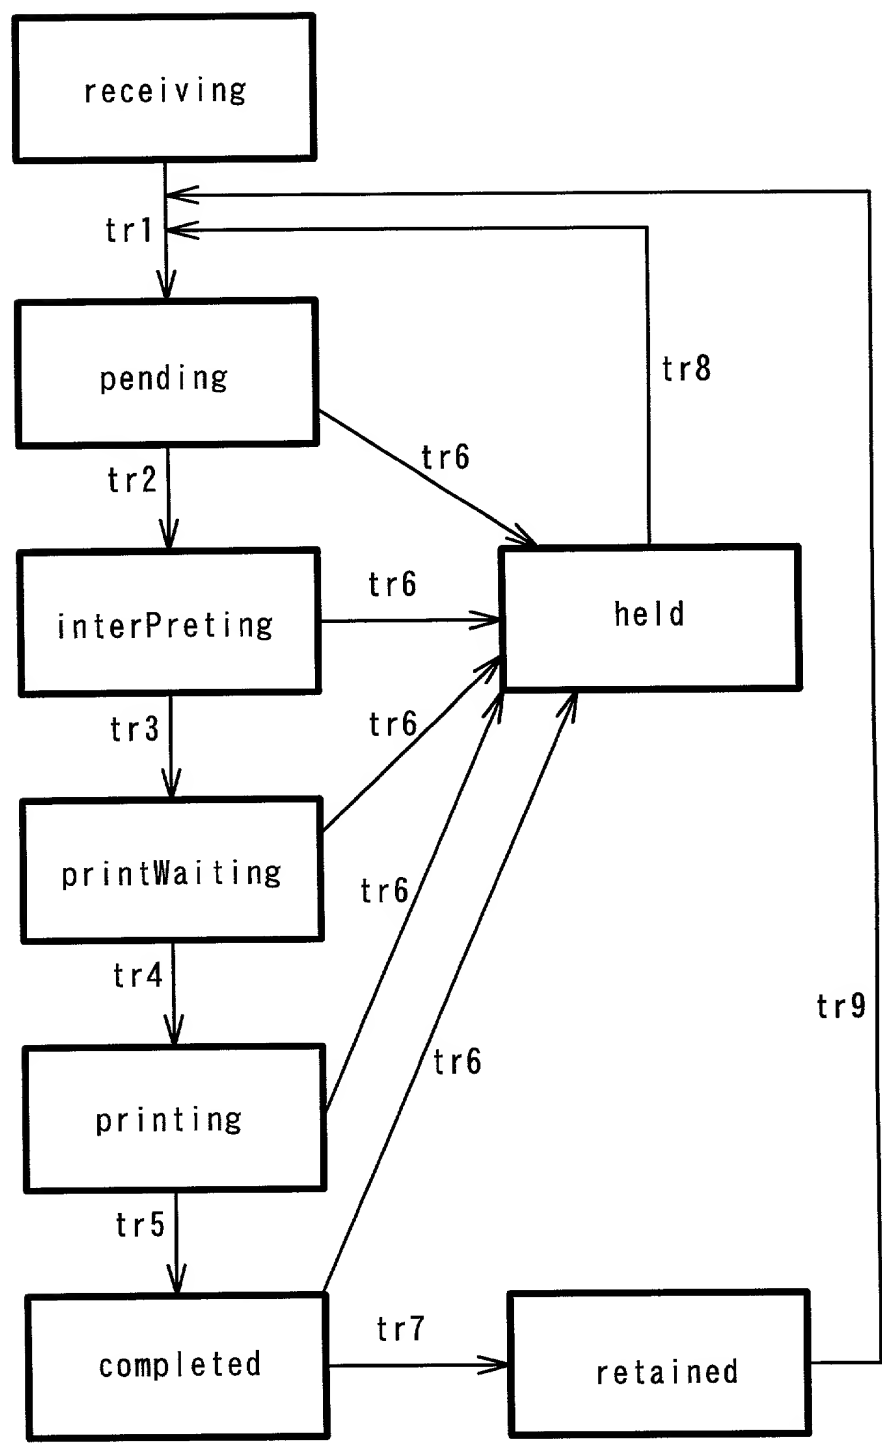 receiving
tr1
pending
tr8
tr6
tr2
tr6
held
interPreting
tr3
tr6
printWaiting
tr6
tr4
tr9
tr6
printing
tr5
tr7
completed
retained